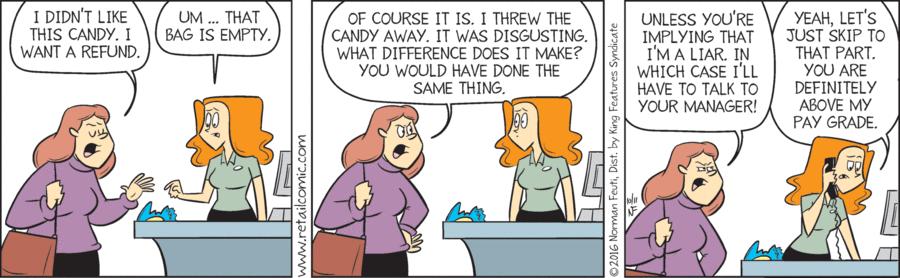 I DIDN'T LIKE
THIS CANDY. I
WANT A REFUND.
UM ... THAT
BAG IS EMPTY.
www.retailcomic.com
OF COURSE IT IS. I THREW THE
CANDY AWAY. IT WAS DISGUSTING.
WHAT DIFFERENCE DOES IT MAKE?
YOU WOULD HAVE DONE THE
SAME THING.
©2016 Norman Feuti, Dist. by King Features Syndicate
UNLESS YOU'RE
IMPLYING THAT
I'M A LIAR. IN
WHICH CASE I'LL
HAVE TO TALK TO
YOUR MANAGER!
YEAH, LET'S
JUST SKIP TO
THAT PART.
YOU ARE
DEFINITELY
ABOVE MY
PAY GRADE.
10/11
NF